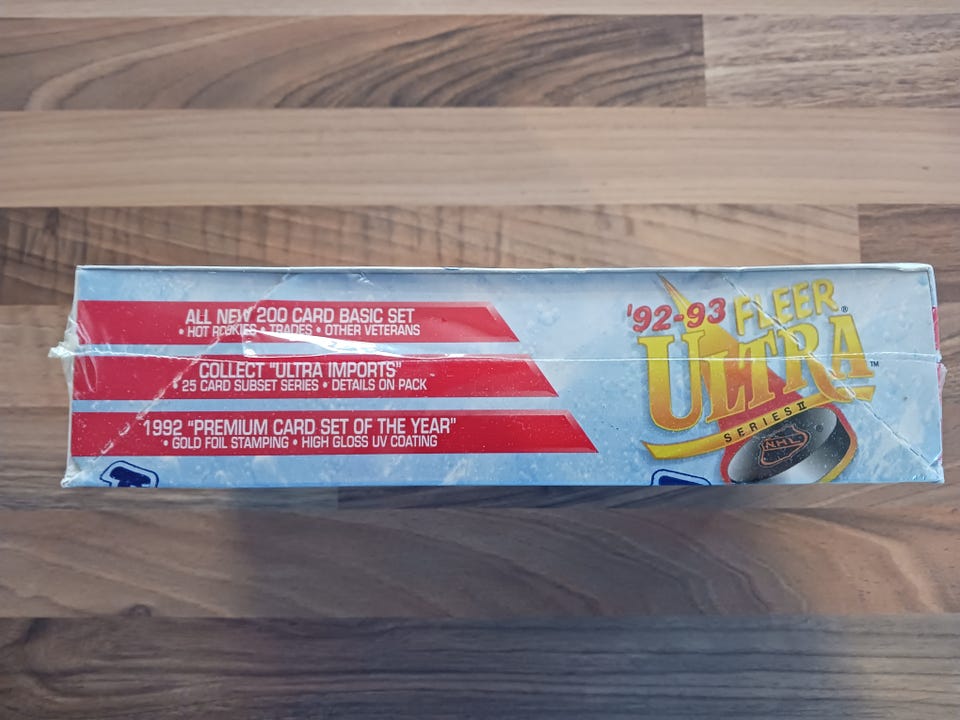 ALL NEW 200 CARD BASIC SET
• HOT ROOKIES • TRADES • OTHER VETERANS
COLLECT "ULTRA IMPORTS"
• 25 CARD SUBSET SERIES • DETAILS ON PACK
1992 "PREMIUM CARD SET OF THE YEAR"
• GOLD FOIL STAMPING • HIGH GLOSS UV COATING
'92-93 FLEER®
ULTRA™
SERIES II
NHL